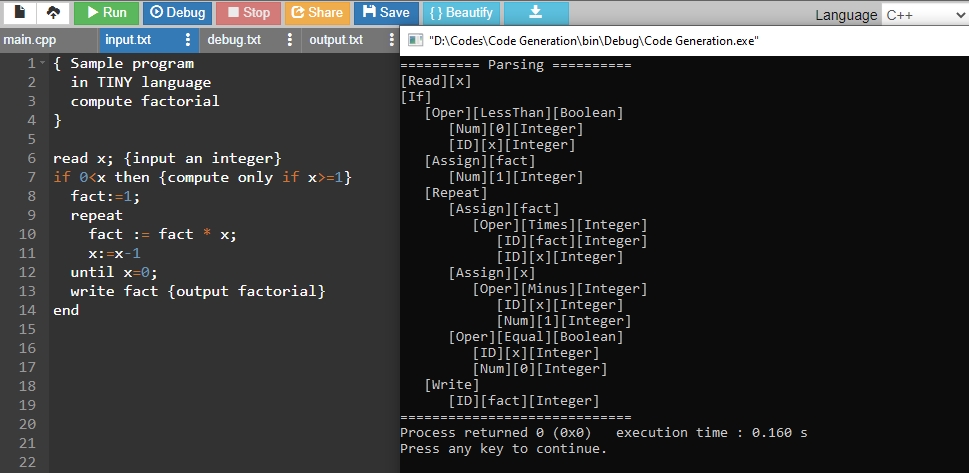 Run Debug Stop Share Save { } Beautify Language C++
main.cpp input.txt debug.txt output.txt
1 { Sample program
2 in TINY language
3 compute factorial
4 }
5
6 read x; {input an integer}
7 if 0<x then {compute only if x>=1}
8 fact:=1;
9 repeat
10 fact := fact * x;
11 x:=x-1
12 until x=0;
13 write fact {output factorial}
14 end
15
16
17
18
19
20
21
22
"D:\Codes\Code Generation\bin\Debug\Code Generation.exe"
========== Parsing ==========
[Read][x]
[If]
[Oper][LessThan][Boolean]
[Num][0][Integer]
[ID][x][Integer]
[Assign][fact]
[Num][1][Integer]
[Repeat]
[Assign][fact]
[Oper][Times][Integer]
[ID][fact][Integer]
[ID][x][Integer]
[Assign][x]
[Oper][Minus][Integer]
[ID][x][Integer]
[Num][1][Integer]
[Oper][Equal][Boolean]
[ID][x][Integer]
[Num][0][Integer]
[Write]
[ID][fact][Integer]
=============================
Process returned 0 (0x0) execution time : 0.160 s
Press any key to continue.